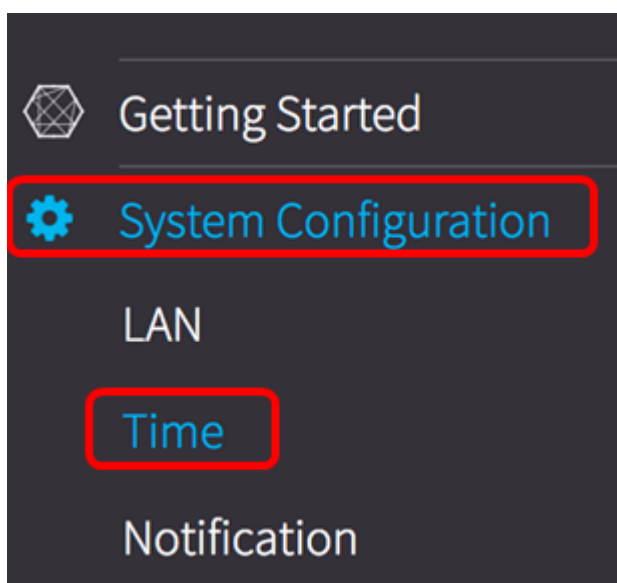 Getting Started
System Configuration
LAN
Time
Notification